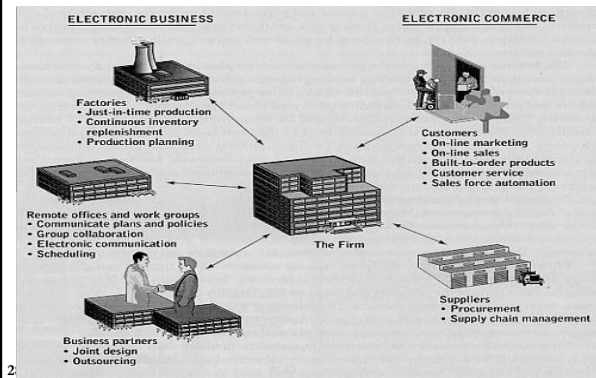 ELECTRONIC BUSINESS
ELECTRONIC COMMERCE
Factories
• Just-in-time production
• Continuous inventory
replenishment
• Production planning
Customers
• On-line marketing
• On-line sales
• Built-to-order products
• Customer service
• Sales force automation
Remote offices and work groups
• Communicate plans and policies
• Group collaboration
• Electronic communication
• Scheduling
The Firm
Suppliers
• Procurement
• Supply chain management
Business partners
• Joint design
• Outsourcing